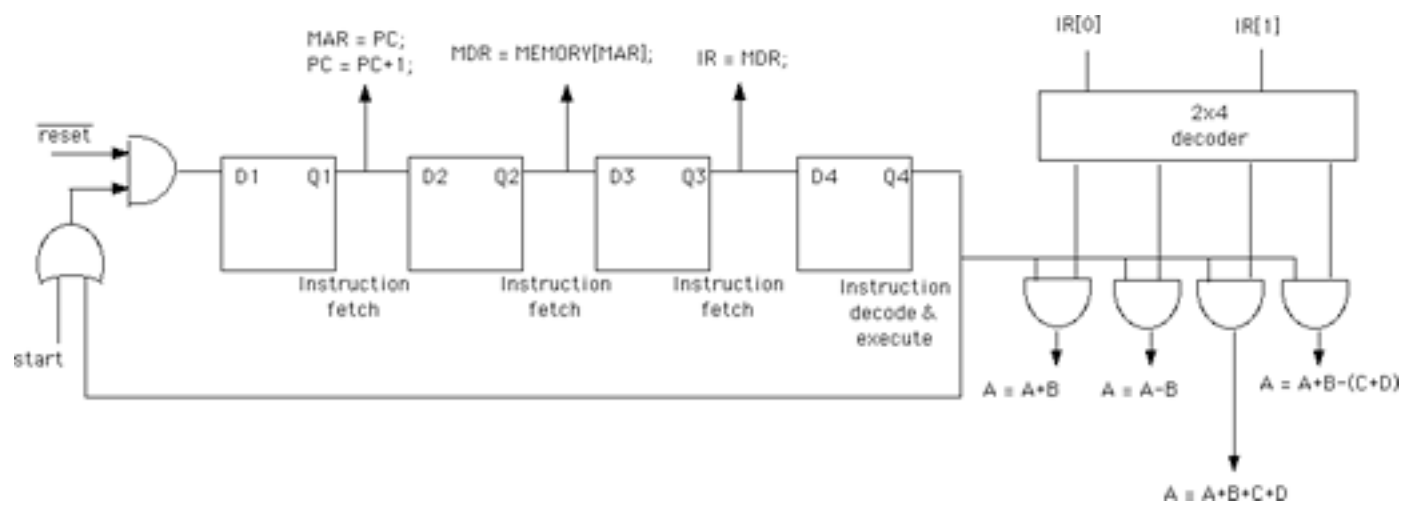 IR[0]
IR[1]
MAR = PC;
PC = PC+1;
MDR = MEMORY[MAR];
IR = MDR;
2x4
decoder
reset
D1
Q1
D2
Q2
D3
Q3
D4
Q4
Instruction
fetch
Instruction
fetch
Instruction
fetch
Instruction
decode &
execute
start
A = A+B
A = A-B
A = A+B-(C+D)
A = A+B+C+D